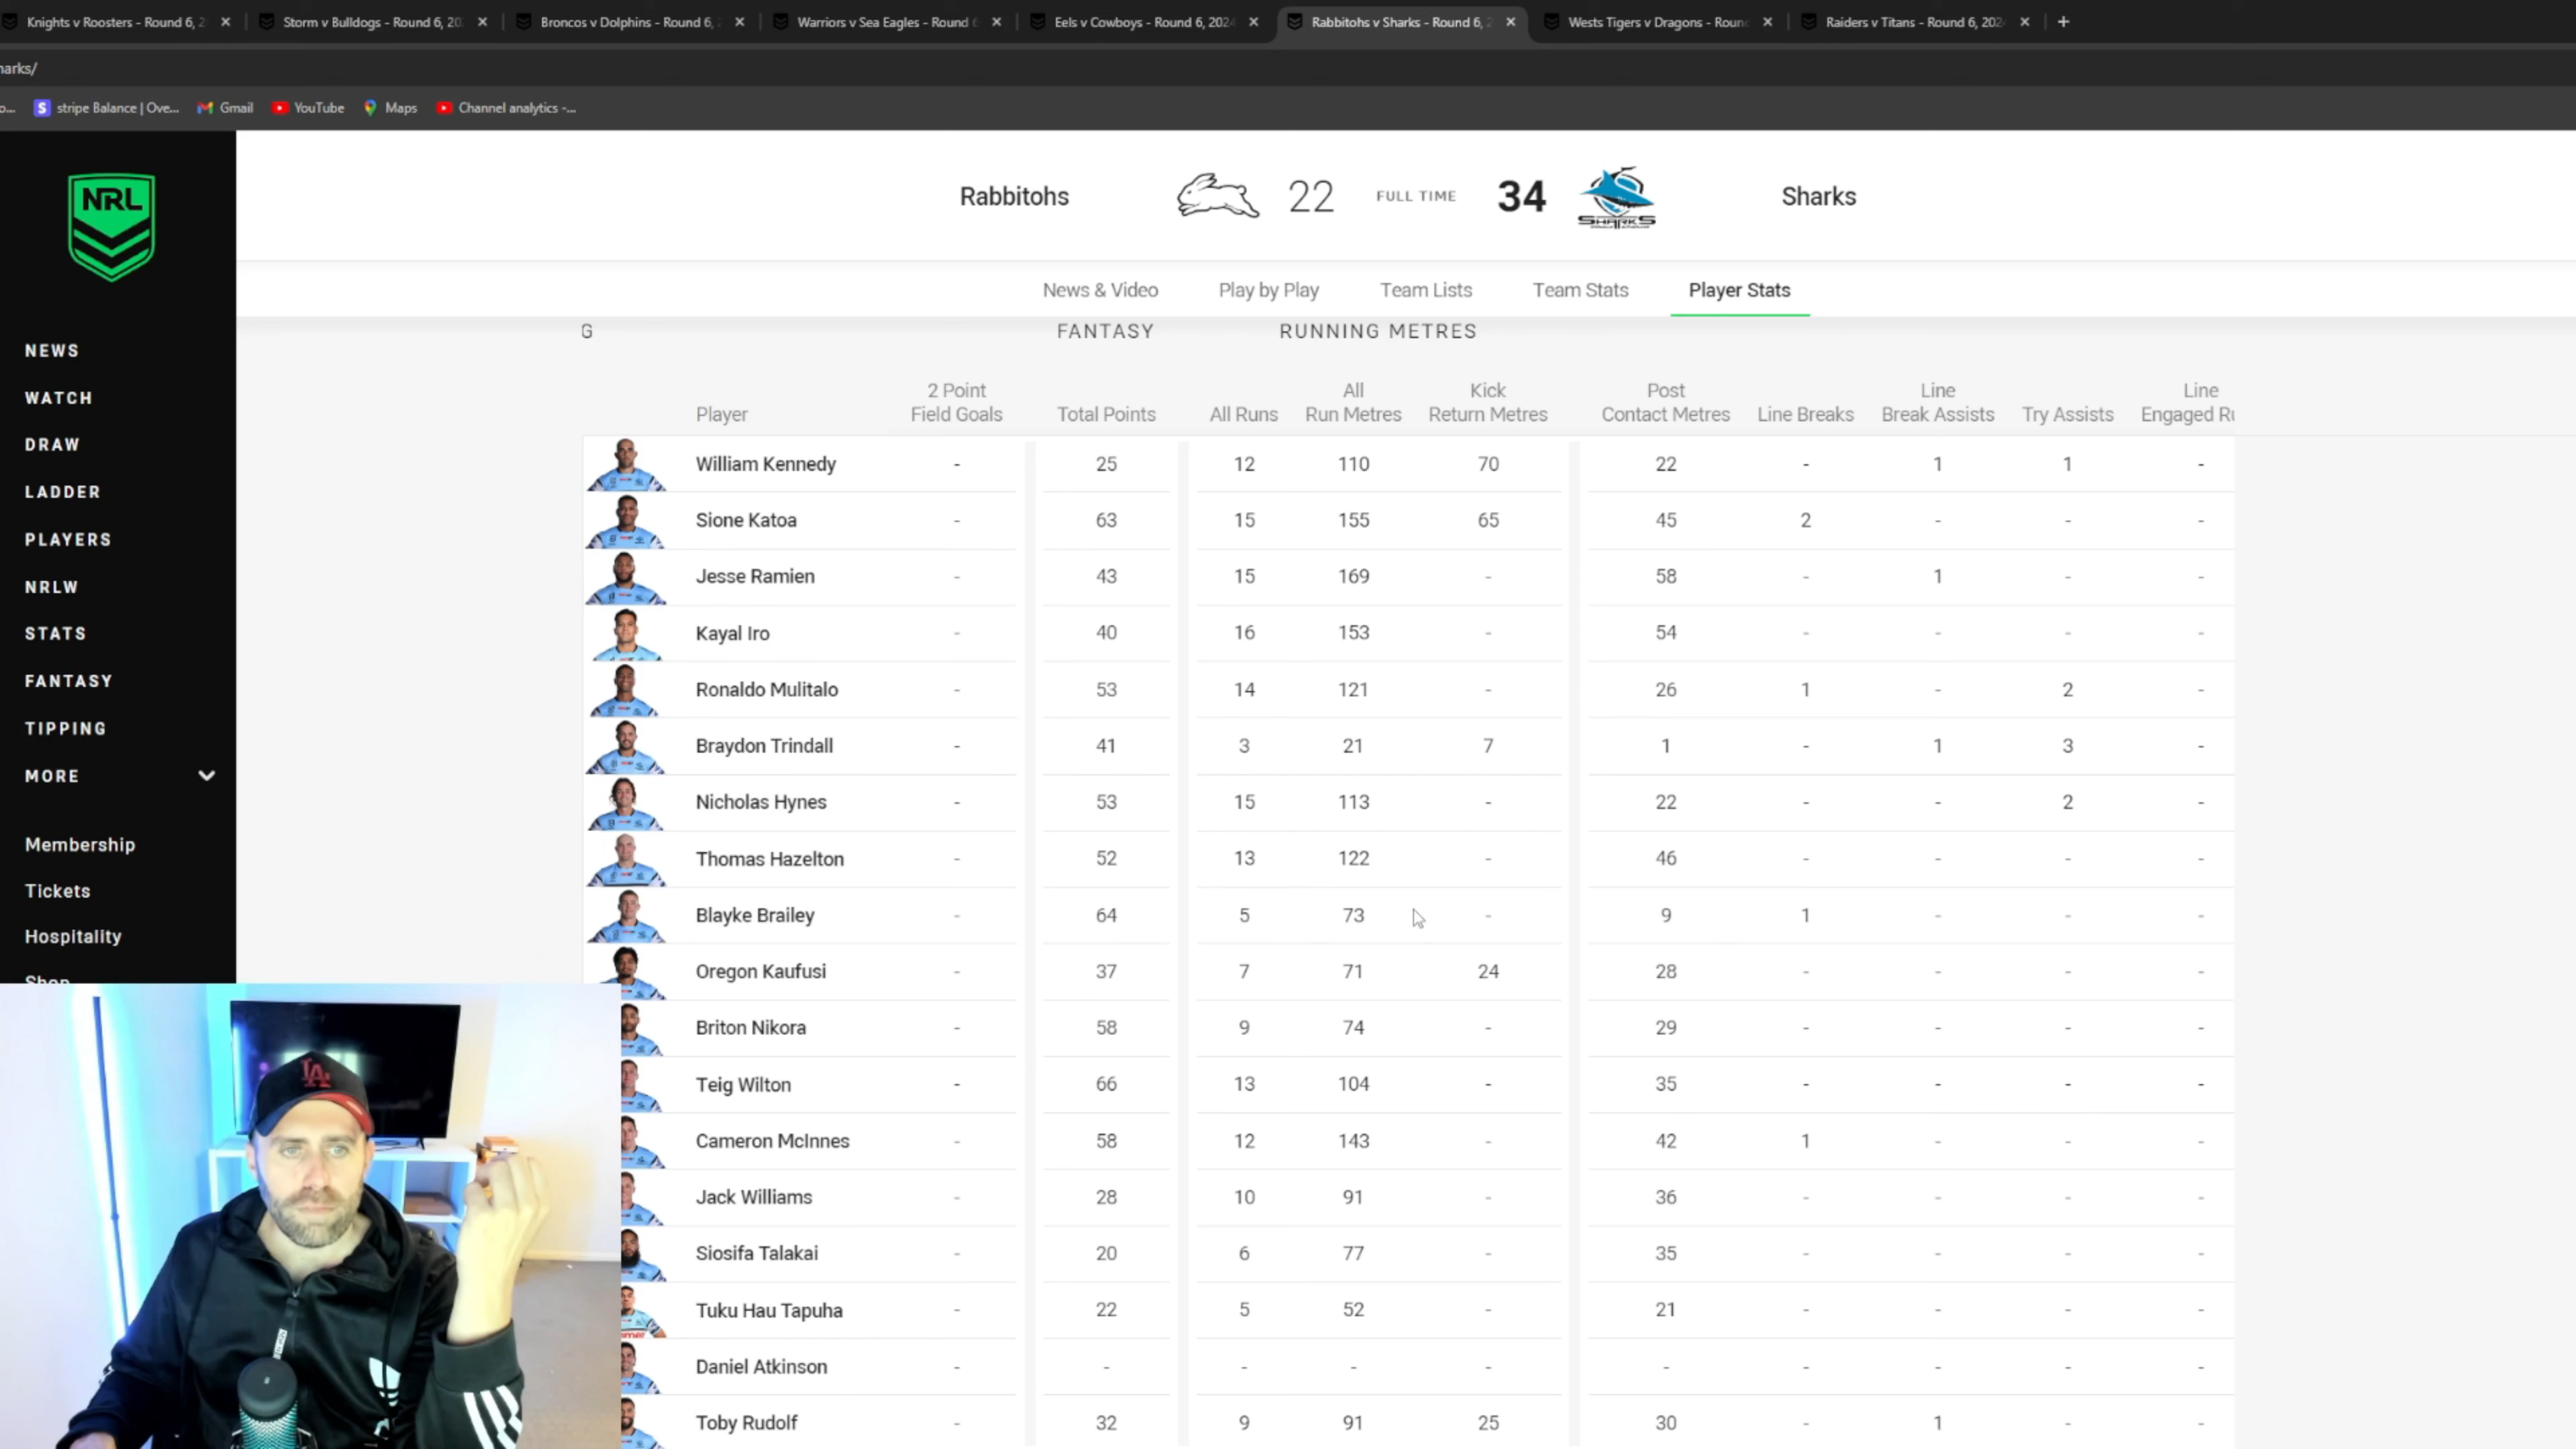 Knights v Roosters - Round 6, 2 Storm v Bulldogs - Round 6, 20 Broncos v Dolphins - Round 6, Warriors v Sea Eagles - Round 6 Eels v Cowboys - Round 6, 2024 Rabbitohs v Sharks - Round 6, 2 Wests Tigers v Dragons - Roun Raiders v Titans - Round 6, 202
harks/
o... S stripe Balance | Ove... Gmail YouTube Maps Channel analytics -...
NRL
Rabbitohs 22 FULL TIME 34 SHARKS Sharks
News & Video Play by Play Team Lists Team Stats Player Stats
NEWS
WATCH
DRAW
LADDER
PLAYERS
NRLW
STATS
FANTASY
TIPPING
MORE
Membership
Tickets
Hospitality
Shop
G FANTASY RUNNING METRES
Player 2 Point Field Goals Total Points All Runs All Run Metres Kick Return Metres Post Contact Metres Line Breaks Line Break Assists Try Assists Line Engaged Ru
William Kennedy - 25 12 110 70 22 - 1 1 -
Sione Katoa - 63 15 155 65 45 2 - - -
Jesse Ramien - 43 15 169 - 58 - 1 - -
Kayal Iro - 40 16 153 - 54 - - - -
Ronaldo Mulitalo - 53 14 121 - 26 1 - 2 -
Braydon Trindall - 41 3 21 7 1 - 1 3 -
Nicholas Hynes - 53 15 113 - 22 - - 2 -
Thomas Hazelton - 52 13 122 - 46 - - - -
Blayke Brailey - 64 5 73 - 9 1 - - -
Oregon Kaufusi - 37 7 71 24 28 - - - -
Briton Nikora - 58 9 74 - 29 - - - -
Teig Wilton - 66 13 104 - 35 - - - -
Cameron McInnes - 58 12 143 - 42 1 - - -
Jack Williams - 28 10 91 - 36 - - - -
Siosifa Talakai - 20 6 77 - 35 - - - -
Tuku Hau Tapuha - 22 5 52 - 21 - - - -
Daniel Atkinson - - - - - - - - - -
Toby Rudolf - 32 9 91 25 30 - 1 - -
LA